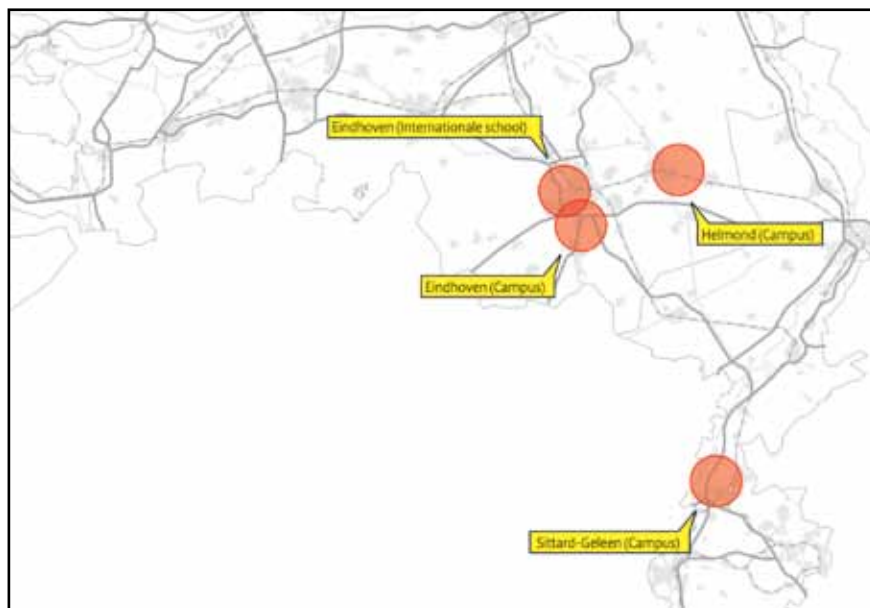 Eindhoven (Internationale school)
Helmond (Campus)
Eindhoven (Campus)
Sittard-Geleen (Campus)